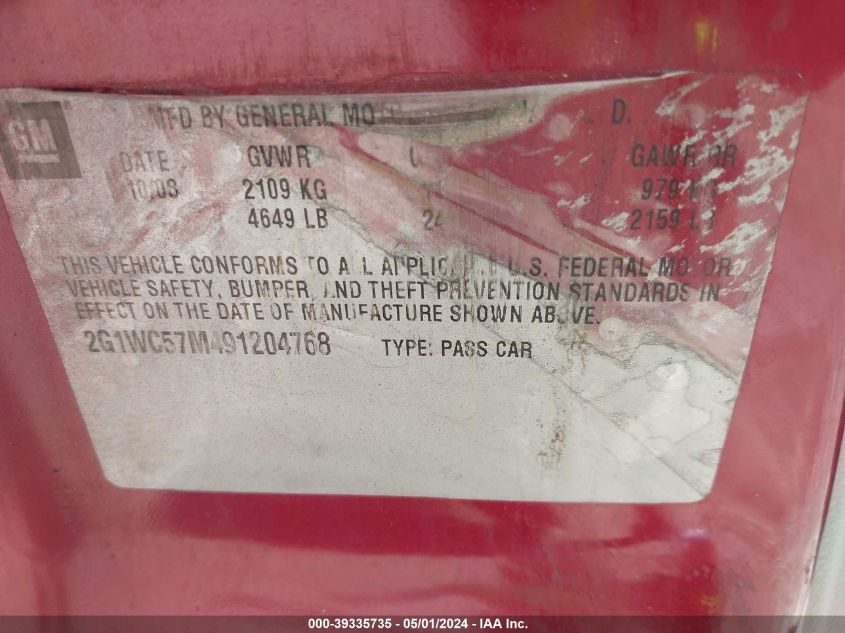 GM
MFD BY GENERAL MO D.
DATE GVWR GAWR RR
10/08 2109 KG 979
4649 LB 24 2159
THIS VEHICLE CONFORMS TO ALL APPLIC U.S. FEDERAL MOTOR
VEHICLE SAFETY, BUMPER, AND THEFT PREVENTION STANDARDS IN
EFFECT ON THE DATE OF MANUFACTURE SHOWN ABOVE.
2G1WC57M491204768 TYPE: PASS CAR
000-39335735 - 05/01/2024 - IAA Inc.